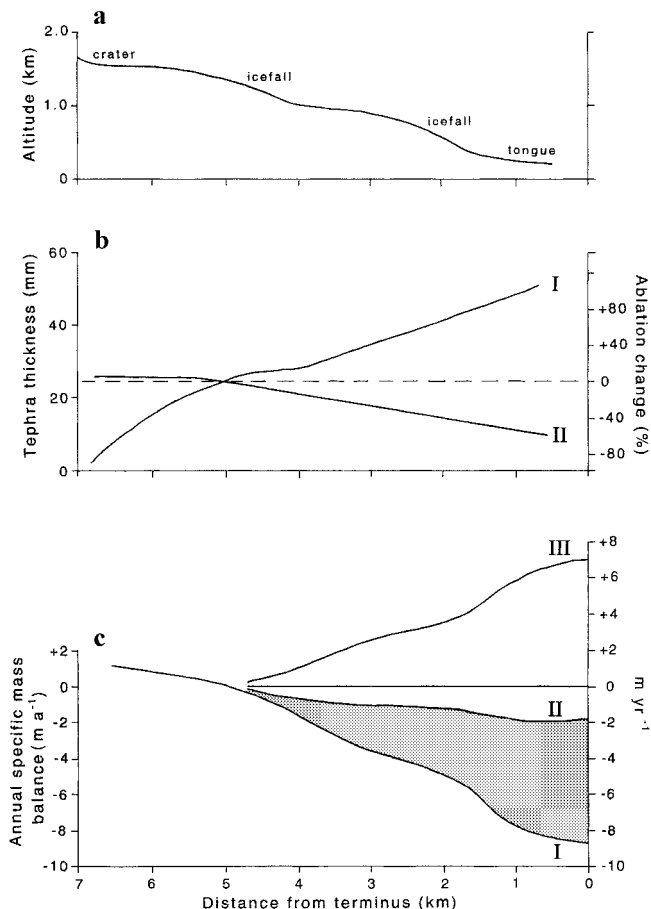 a
2.0
1.0
0
Altitude (km)
crater
icefall
icefall
tongue
b
60
40
20
0
Tephra thickness (mm)
I
II
+80
+40
0
-40
-80
Ablation change (%)
c
+2
0
-2
-4
-6
-8
-10
Annual specific mass
balance (m a⁻¹)
III
II
I
+8
+6
+4
+2
0
-2
-4
-6
-8
-10
m yr⁻¹
7 6 5 4 3 2 1 0
Distance from terminus (km)